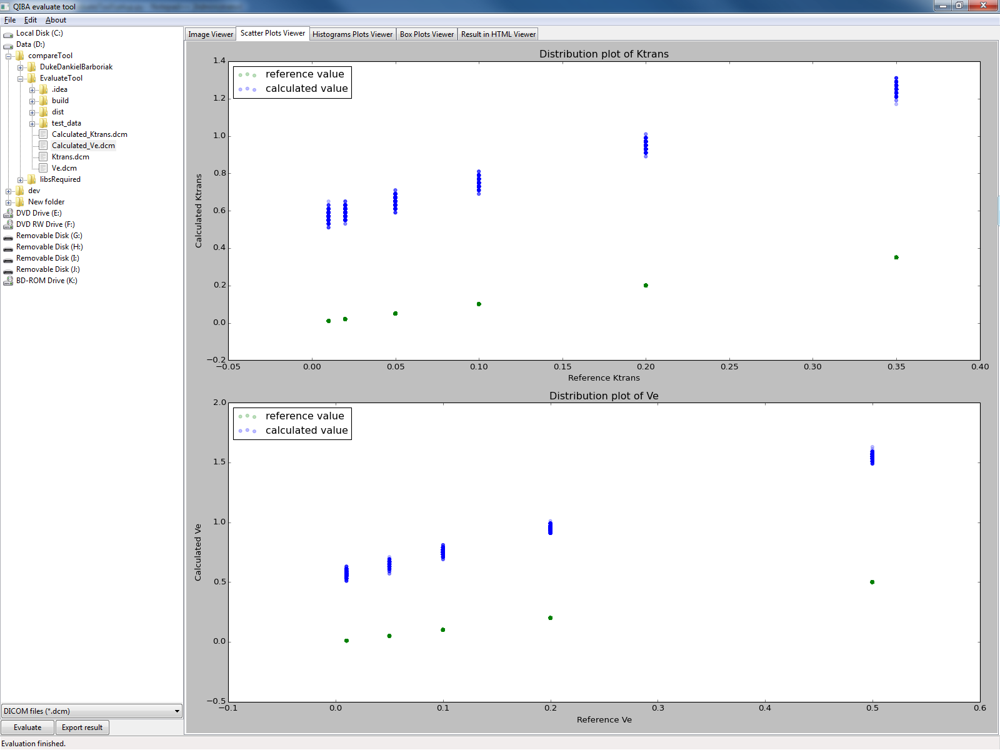 QIBA evaluate tool
File Edit About
Local Disk (C:)
Data (D:)
compareTool
DukeDankielBarboriak
EvaluateTool
.idea
build
dist
test_data
Calculated_Ktrans.dcm
Calculated_Ve.dcm
Ktrans.dcm
Ve.dcm
libsRequired
dev
New folder
DVD Drive (E:)
DVD RW Drive (F:)
Removable Disk (G:)
Removable Disk (H:)
Removable Disk (I:)
Removable Disk (J:)
BD-ROM Drive (K:)
DICOM files (*.dcm)
Evaluate Export result
Evaluation finished.
Image Viewer Scatter Plots Viewer Histograms Plots Viewer Box Plots Viewer Result in HTML Viewer
Distribution plot of Ktrans
reference value
calculated value
Calculated Ktrans
1.4
1.2
1.0
0.8
0.6
0.4
0.2
0.0
−0.2
−0.05 0.00 0.05 0.10 0.15 0.20 0.25 0.30 0.35 0.40
Reference Ktrans
Distribution plot of Ve
reference value
calculated value
Calculated Ve
2.0
1.5
1.0
0.5
0.0
−0.5
−0.1 0.0 0.1 0.2 0.3 0.4 0.5 0.6
Reference Ve